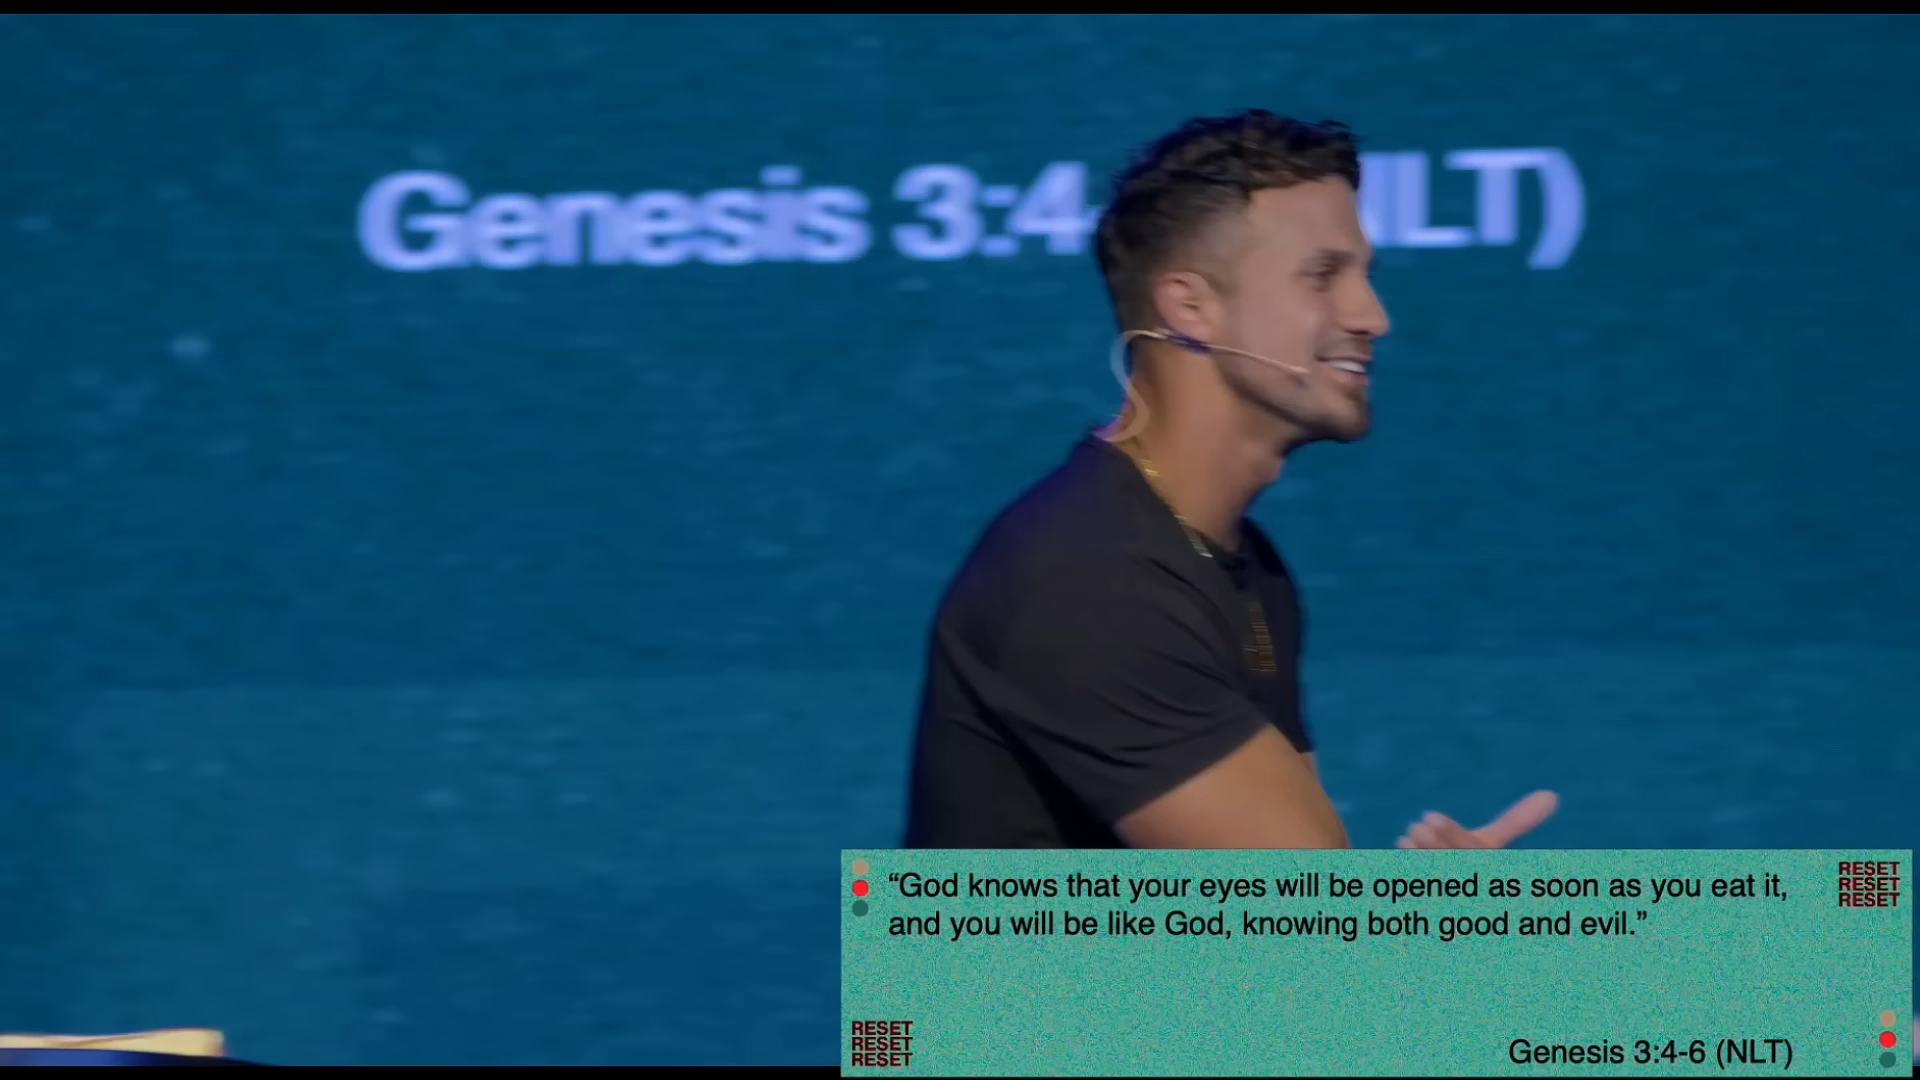 Genesis 3:4 NLT)
“God knows that your eyes will be opened as soon as you eat it,
and you will be like God, knowing both good and evil.”
RESET
RESET
RESET
RESET
RESET
RESET
Genesis 3:4-6 (NLT)